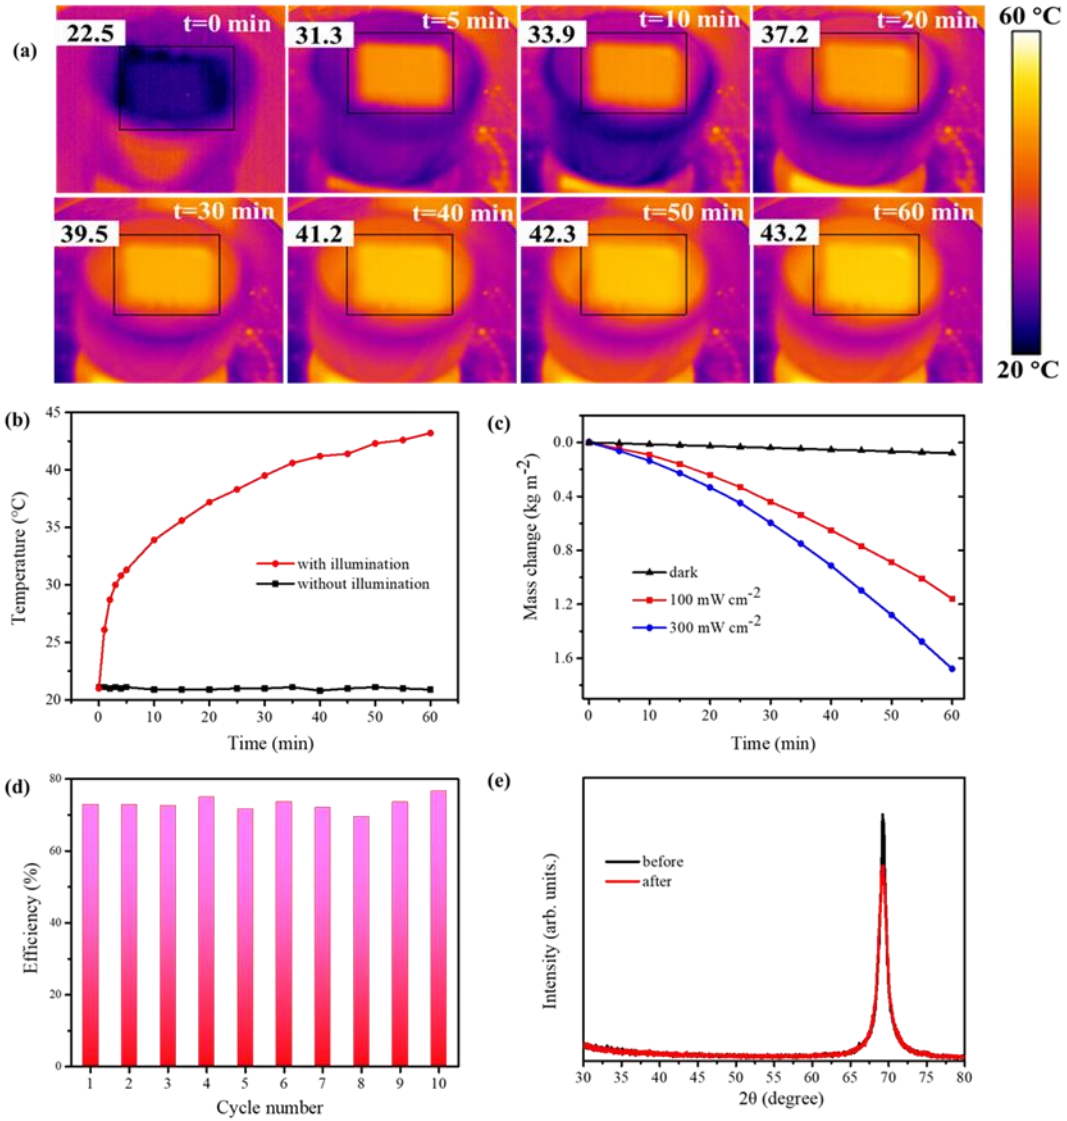 (a)
22.5 t=0 min
31.3 t=5 min
33.9 t=10 min
37.2 t=20 min
60 °C
39.5 t=30 min
41.2 t=40 min
42.3 t=50 min
43.2 t=60 min
20 °C
(b)
45
40
35
30
25
20
Temperature (°C)
with illumination
without illumination
0 10 20 30 40 50 60
Time (min)
(c)
0.0
0.4
0.8
1.2
1.6
Mass change (kg m⁻²)
dark
100 mW cm⁻²
300 mW cm⁻²
0 10 20 30 40 50 60
Time (min)
(d)
80
60
40
20
0
Efficiency (%)
1 2 3 4 5 6 7 8 9 10
Cycle number
(e)
Intensity (arb. units.)
before
after
30 35 40 45 50 55 60 65 70 75 80
2θ (degree)